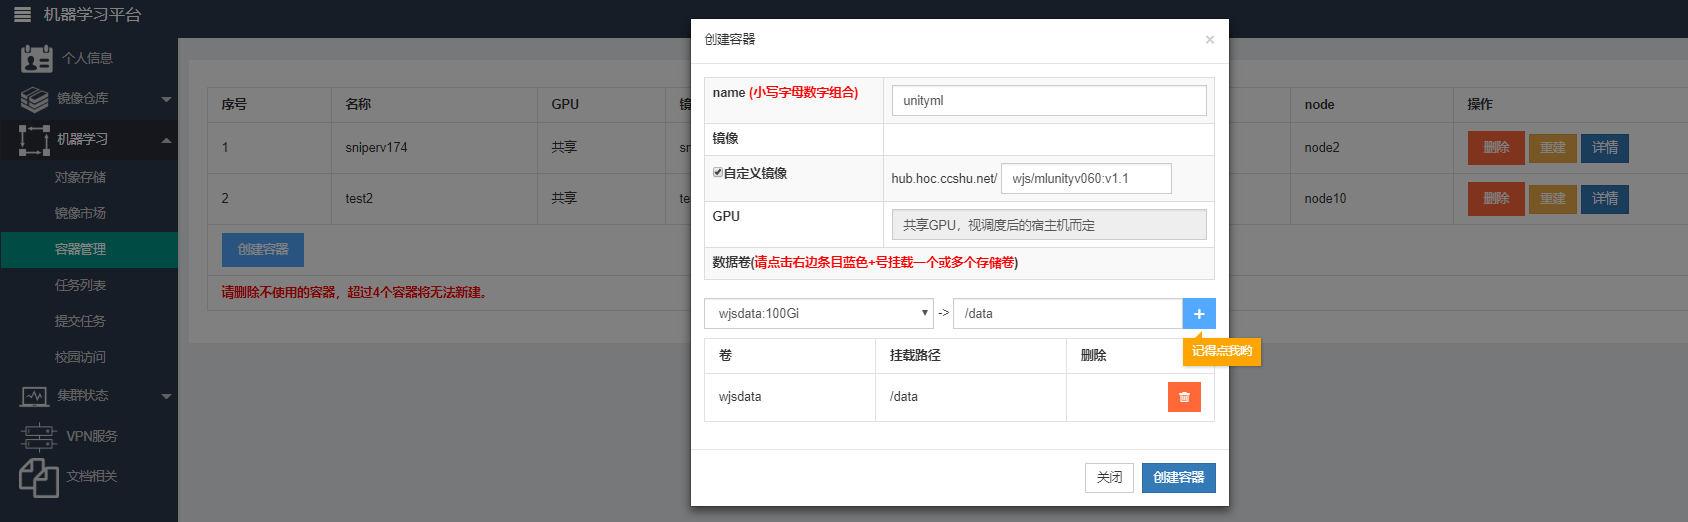 机器学习平台
个人信息
镜像仓库
机器学习
对象存储
镜像市场
容器管理
任务列表
提交任务
校园访问
集群状态
VPN服务
文档相关
序号 名称 GPU 镜 node 操作
1 sniperv174 共享 sn node2 删除 重建 详情
2 test2 共享 te node10 删除 重建 详情
创建容器
请删除不使用的容器，超过4个容器将无法新建。
创建容器 ×
name (小写字母数字组合) unityml
镜像
自定义镜像 hub.hoc.ccshu.net/ wjs/mlunityv060:v1.1
GPU 共享GPU，视调度后的宿主机而定
数据卷(请点击右边条目蓝色+号挂载一个或多个存储卷)
wjsdata:100Gi -> /data +
记得点我哟
卷 挂载路径 删除
wjsdata /data
关闭 创建容器